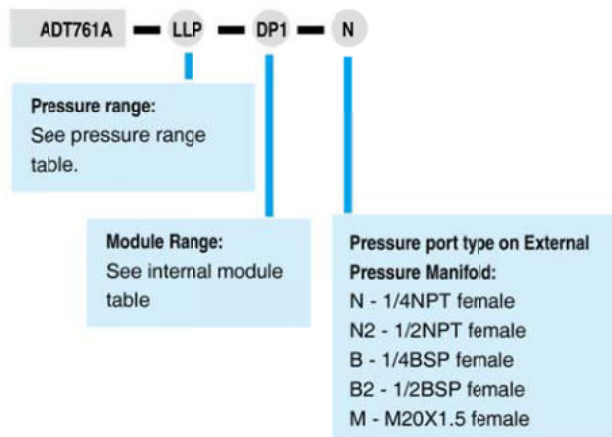 ADT761A LLP DP1 N
Pressure range:
See pressure range
table.
Module Range:
See internal module
table
Pressure port type on External
Pressure Manifold:
N - 1/4NPT female
N2 - 1/2NPT female
B - 1/4BSP female
B2 - 1/2BSP female
M - M20X1.5 female